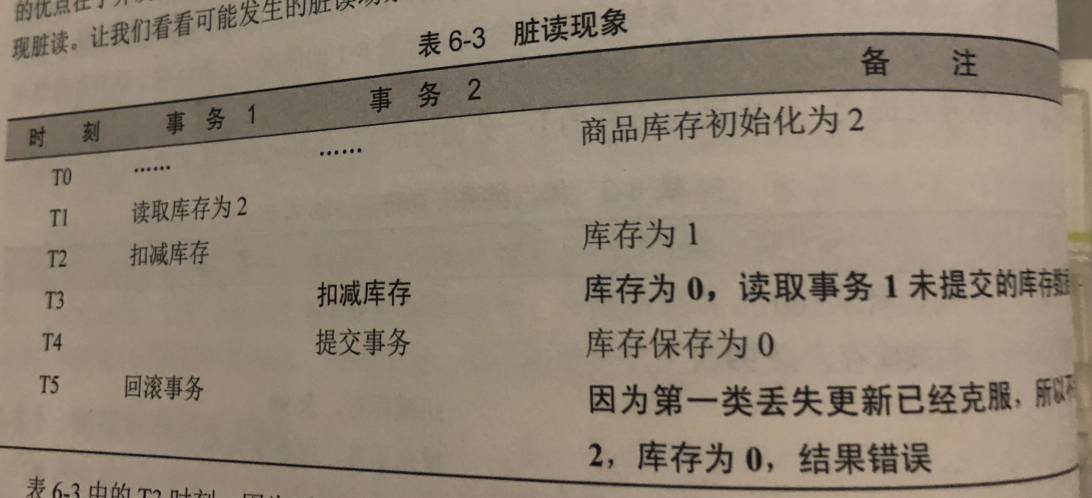 的优点在于并发
现脏读。让我们看看可能发生的脏读场
表 6-3 脏读现象
时 刻 事 务 1 事 务 2 备 注
T0 …… …… 商品库存初始化为 2
T1 读取库存为 2
T2 扣减库存 库存为 1
T3 扣减库存 库存为 0，读取事务 1 未提交的库存数据
T4 提交事务 库存保存为 0
T5 回滚事务 因为第一类丢失更新已经克服，所以不
2，库存为 0，结果错误
表 6-3 中的 T3 时刻